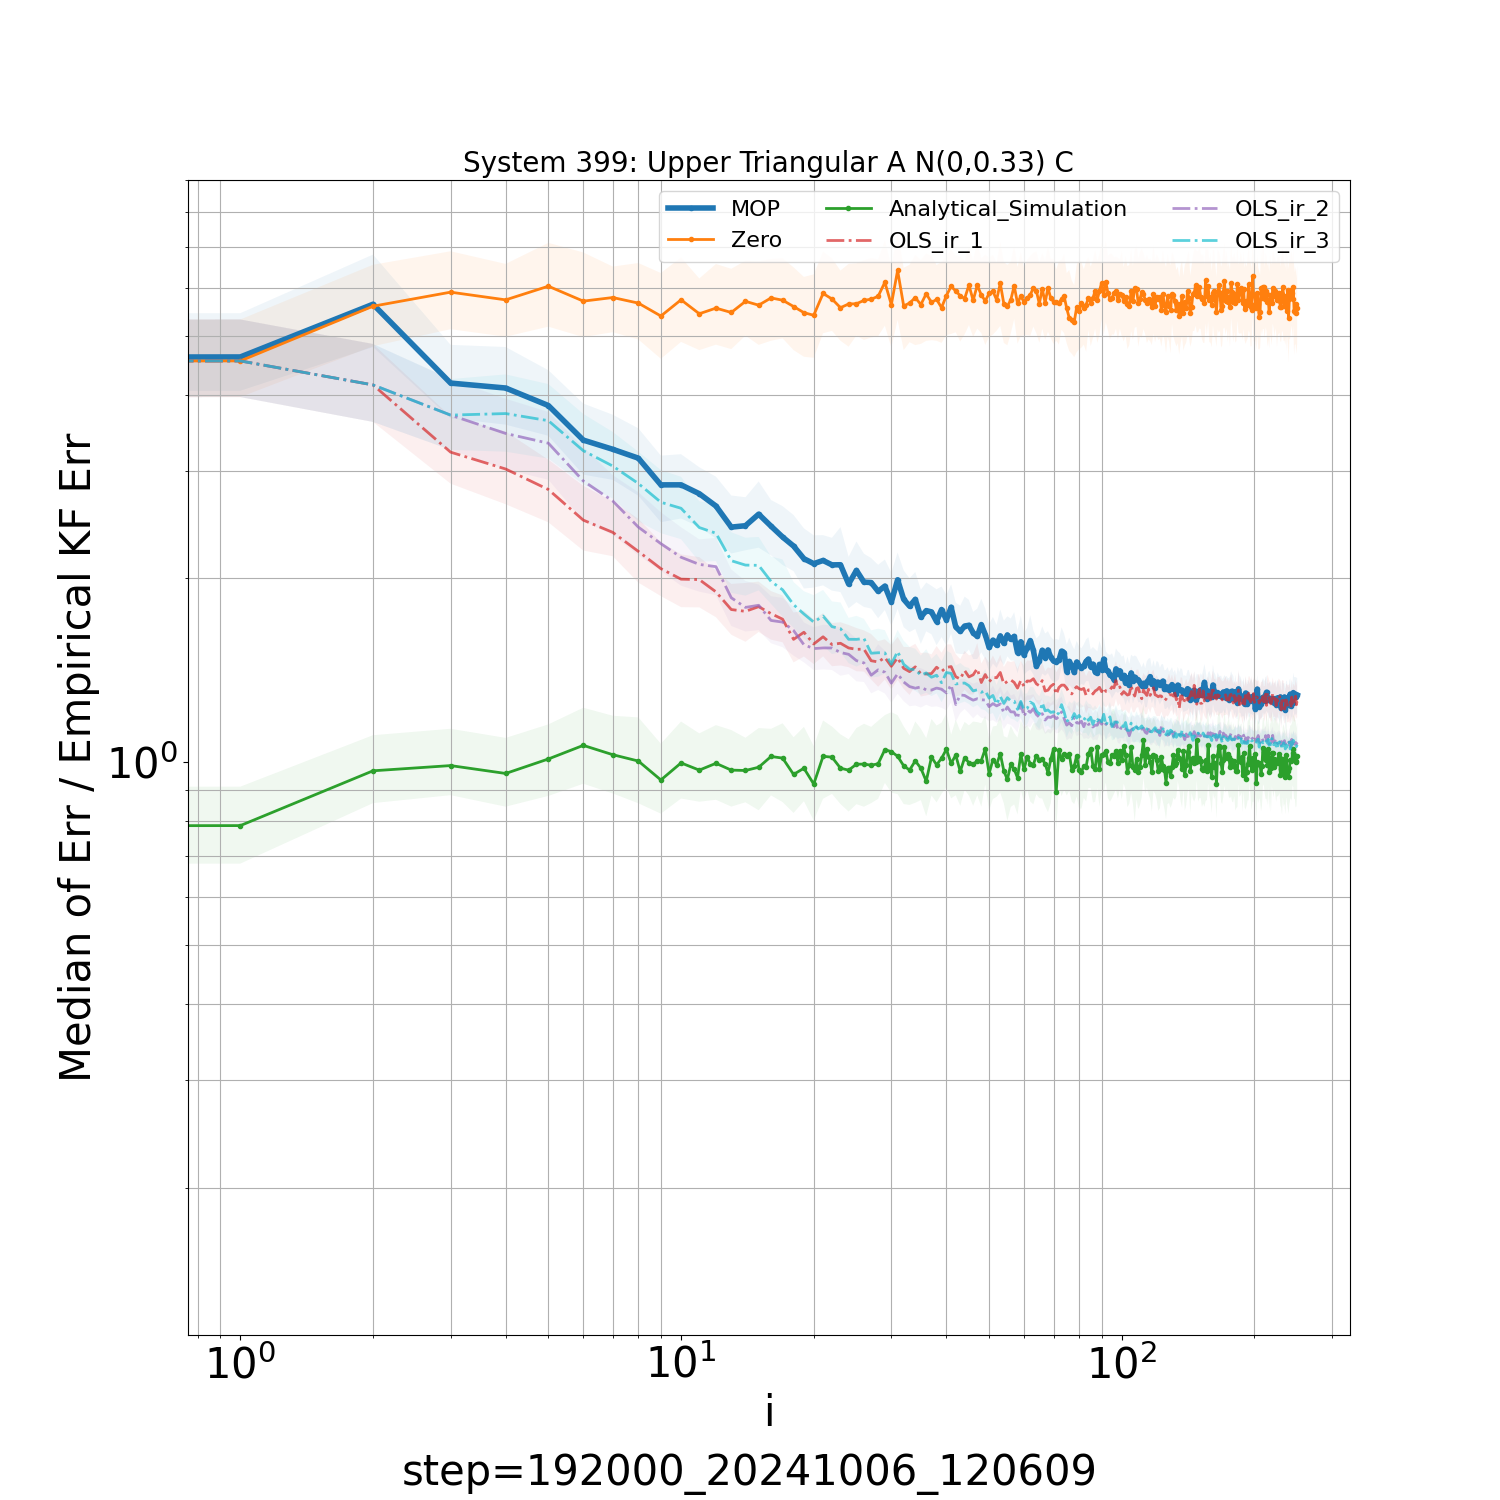 System 399: Upper Triangular A N(0,0.33) C
MOP
Zero
Analytical_Simulation
OLS_ir_1
OLS_ir_2
OLS_ir_3
Median of Err / Empirical KF Err
10⁰
10⁰
10¹
10²
i
step=192000_20241006_120609